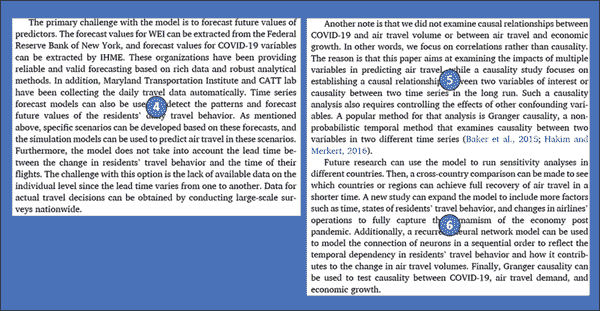 The primary challenge with the model is to forecast future values of
predictors. The forecast values for WEI can be extracted from the Federal
Reserve Bank of New York, and forecast values for COVID-19 variables
can be extracted by IHME. These organizations have been providing
reliable and valid forecasting based on rich data and robust analytical
methods. In addition, Maryland Transportation Institute and CATT lab
have been collecting the daily travel data automatically. Time series
forecast models can also be use 4 detect the patterns and forecast
future values of the residents' travel behavior. As mentioned
above, specific scenarios can be developed based on these forecasts, and
the simulation models can be used to predict air travel in these scenarios.
Furthermore, the model does not take into account the lead time be-
tween the change in residents' travel behavior and the time of their
flights. The challenge with this option is the lack of available data on the
individual level since the lead time varies from one to another. Data for
actual travel decisions can be obtained by conducting large-scale sur-
veys nationwide.
Another note is that we did not examine causal relationships between
COVID-19 and air travel volume or between air travel and economic
growth. In other words, we focus on correlations rather than causality.
The reason is that this paper aims at examining the impacts of multiple
variables in predicting air travel, while a causality study focuses on
establishing a causal relationsh 5 between two variables of interest or
causality between two time series in the long run. Such a causality
analysis also requires controlling the effects of other confounding vari-
ables. A popular method for that analysis is Granger causality, a non-
probabilistic temporal method that examines causality between two
variables in two different time series (Baker et al., 2015; Hakim and
Merkert, 2016).
Future research can use the model to run sensitivity analyses in
different countries. Then, a cross-country comparison can be made to see
which countries or regions can achieve full recovery of air travel in a
shorter time. A new study can expand the model to include more factors
such as time, states of residents' travel behavior, and changes in airlines'
operations to fully capture the namism of the economy post
pandemic. Additionally, a recurre 6 eural network model can be used
to model the connection of neurons in a sequential order to reflect the
temporal dependency in residents' travel behavior and how it contrib-
utes to the change in air travel volumes. Finally, Granger causality can
be used to test causality between COVID-19, air travel demand, and
economic growth.